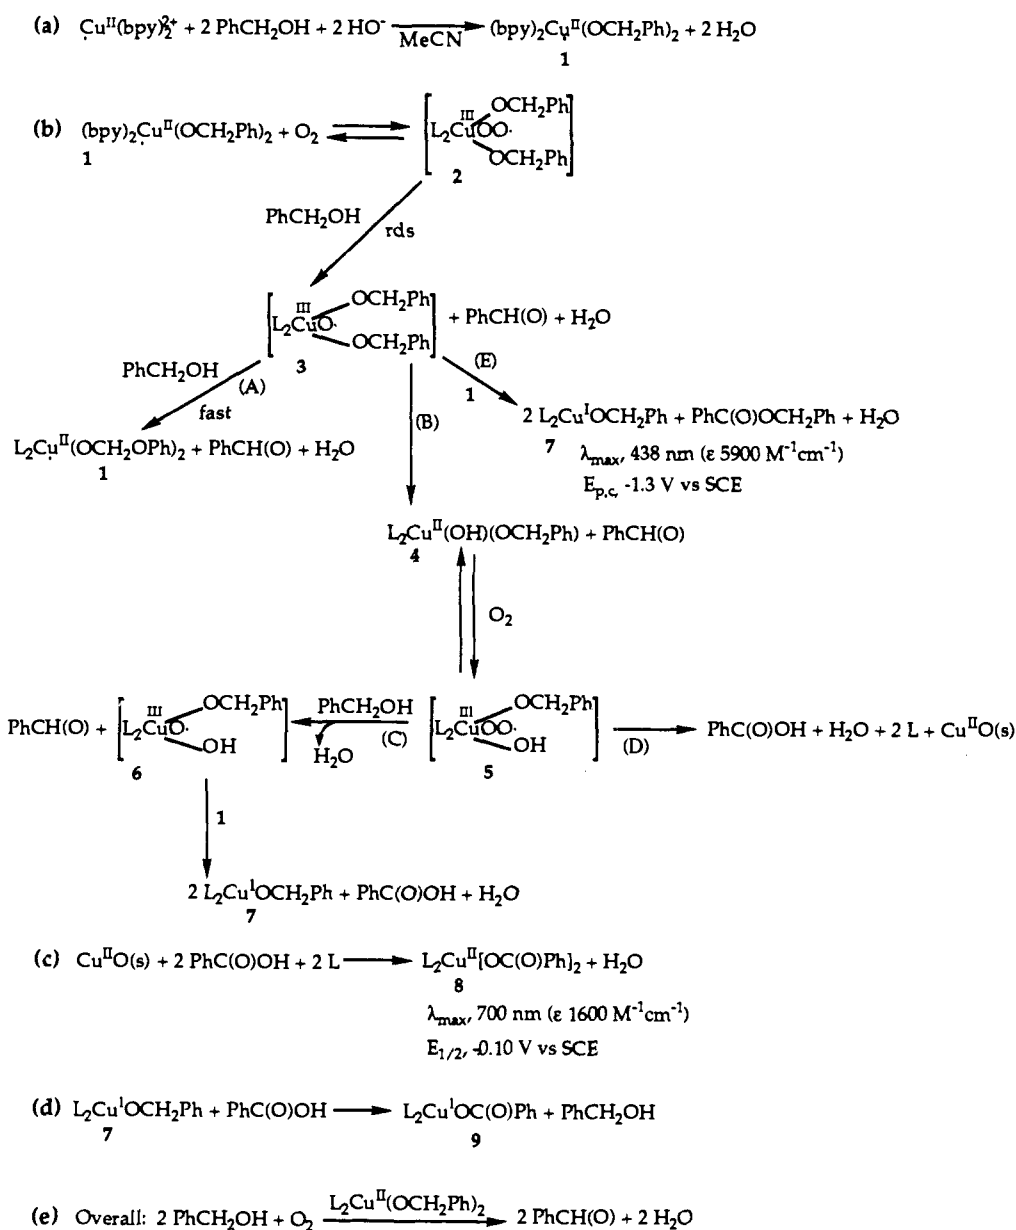 (a) Cu^II(bpy)₂²⁺ + 2 PhCH₂OH + 2 HO⁻ ⟶ (bpy)₂Cu^II(OCH₂Ph)₂ + 2 H₂O
MeCN
1
(b) (bpy)₂Cu^II(OCH₂Ph)₂ + O₂ ⇌ [L₂Cu^III OO· OCH₂Ph OCH₂Ph]
1
2
PhCH₂OH
rds
[L₂Cu^III O· OCH₂Ph OCH₂Ph] + PhCH(O) + H₂O
3
PhCH₂OH
(A)
fast
(B)
(E)
1
L₂Cu^II(OCH₂OPh)₂ + PhCH(O) + H₂O
1
2 L₂Cu^I OCH₂Ph + PhC(O)OCH₂Ph + H₂O
7
λmax, 438 nm (ε 5900 M⁻¹cm⁻¹)
Ep,c, -1.3 V vs SCE
L₂Cu^II(OH)(OCH₂Ph) + PhCH(O)
4
O₂
PhCH(O) + [L₂Cu^III O· OCH₂Ph OH]
6
PhCH₂OH
H₂O
(C)
[L₂Cu^III OO· OCH₂Ph OH]
5
(D)
PhC(O)OH + H₂O + 2 L + Cu^II O(s)
1
2 L₂Cu^1 OCH₂Ph + PhC(O)OH + H₂O
7
(c) Cu^II O(s) + 2 PhC(O)OH + 2 L ⟶ L₂Cu^II[OC(O)Ph]₂ + H₂O
8
λmax, 700 nm (ε 1600 M⁻¹cm⁻¹)
E1/2, -0.10 V vs SCE
(d) L₂Cu^1 OCH₂Ph + PhC(O)OH ⟶ L₂Cu^1 OC(O)Ph + PhCH₂OH
7
9
(e) Overall: 2 PhCH₂OH + O₂ ⟶ 2 PhCH(O) + 2 H₂O
L₂Cu^II(OCH₂Ph)₂